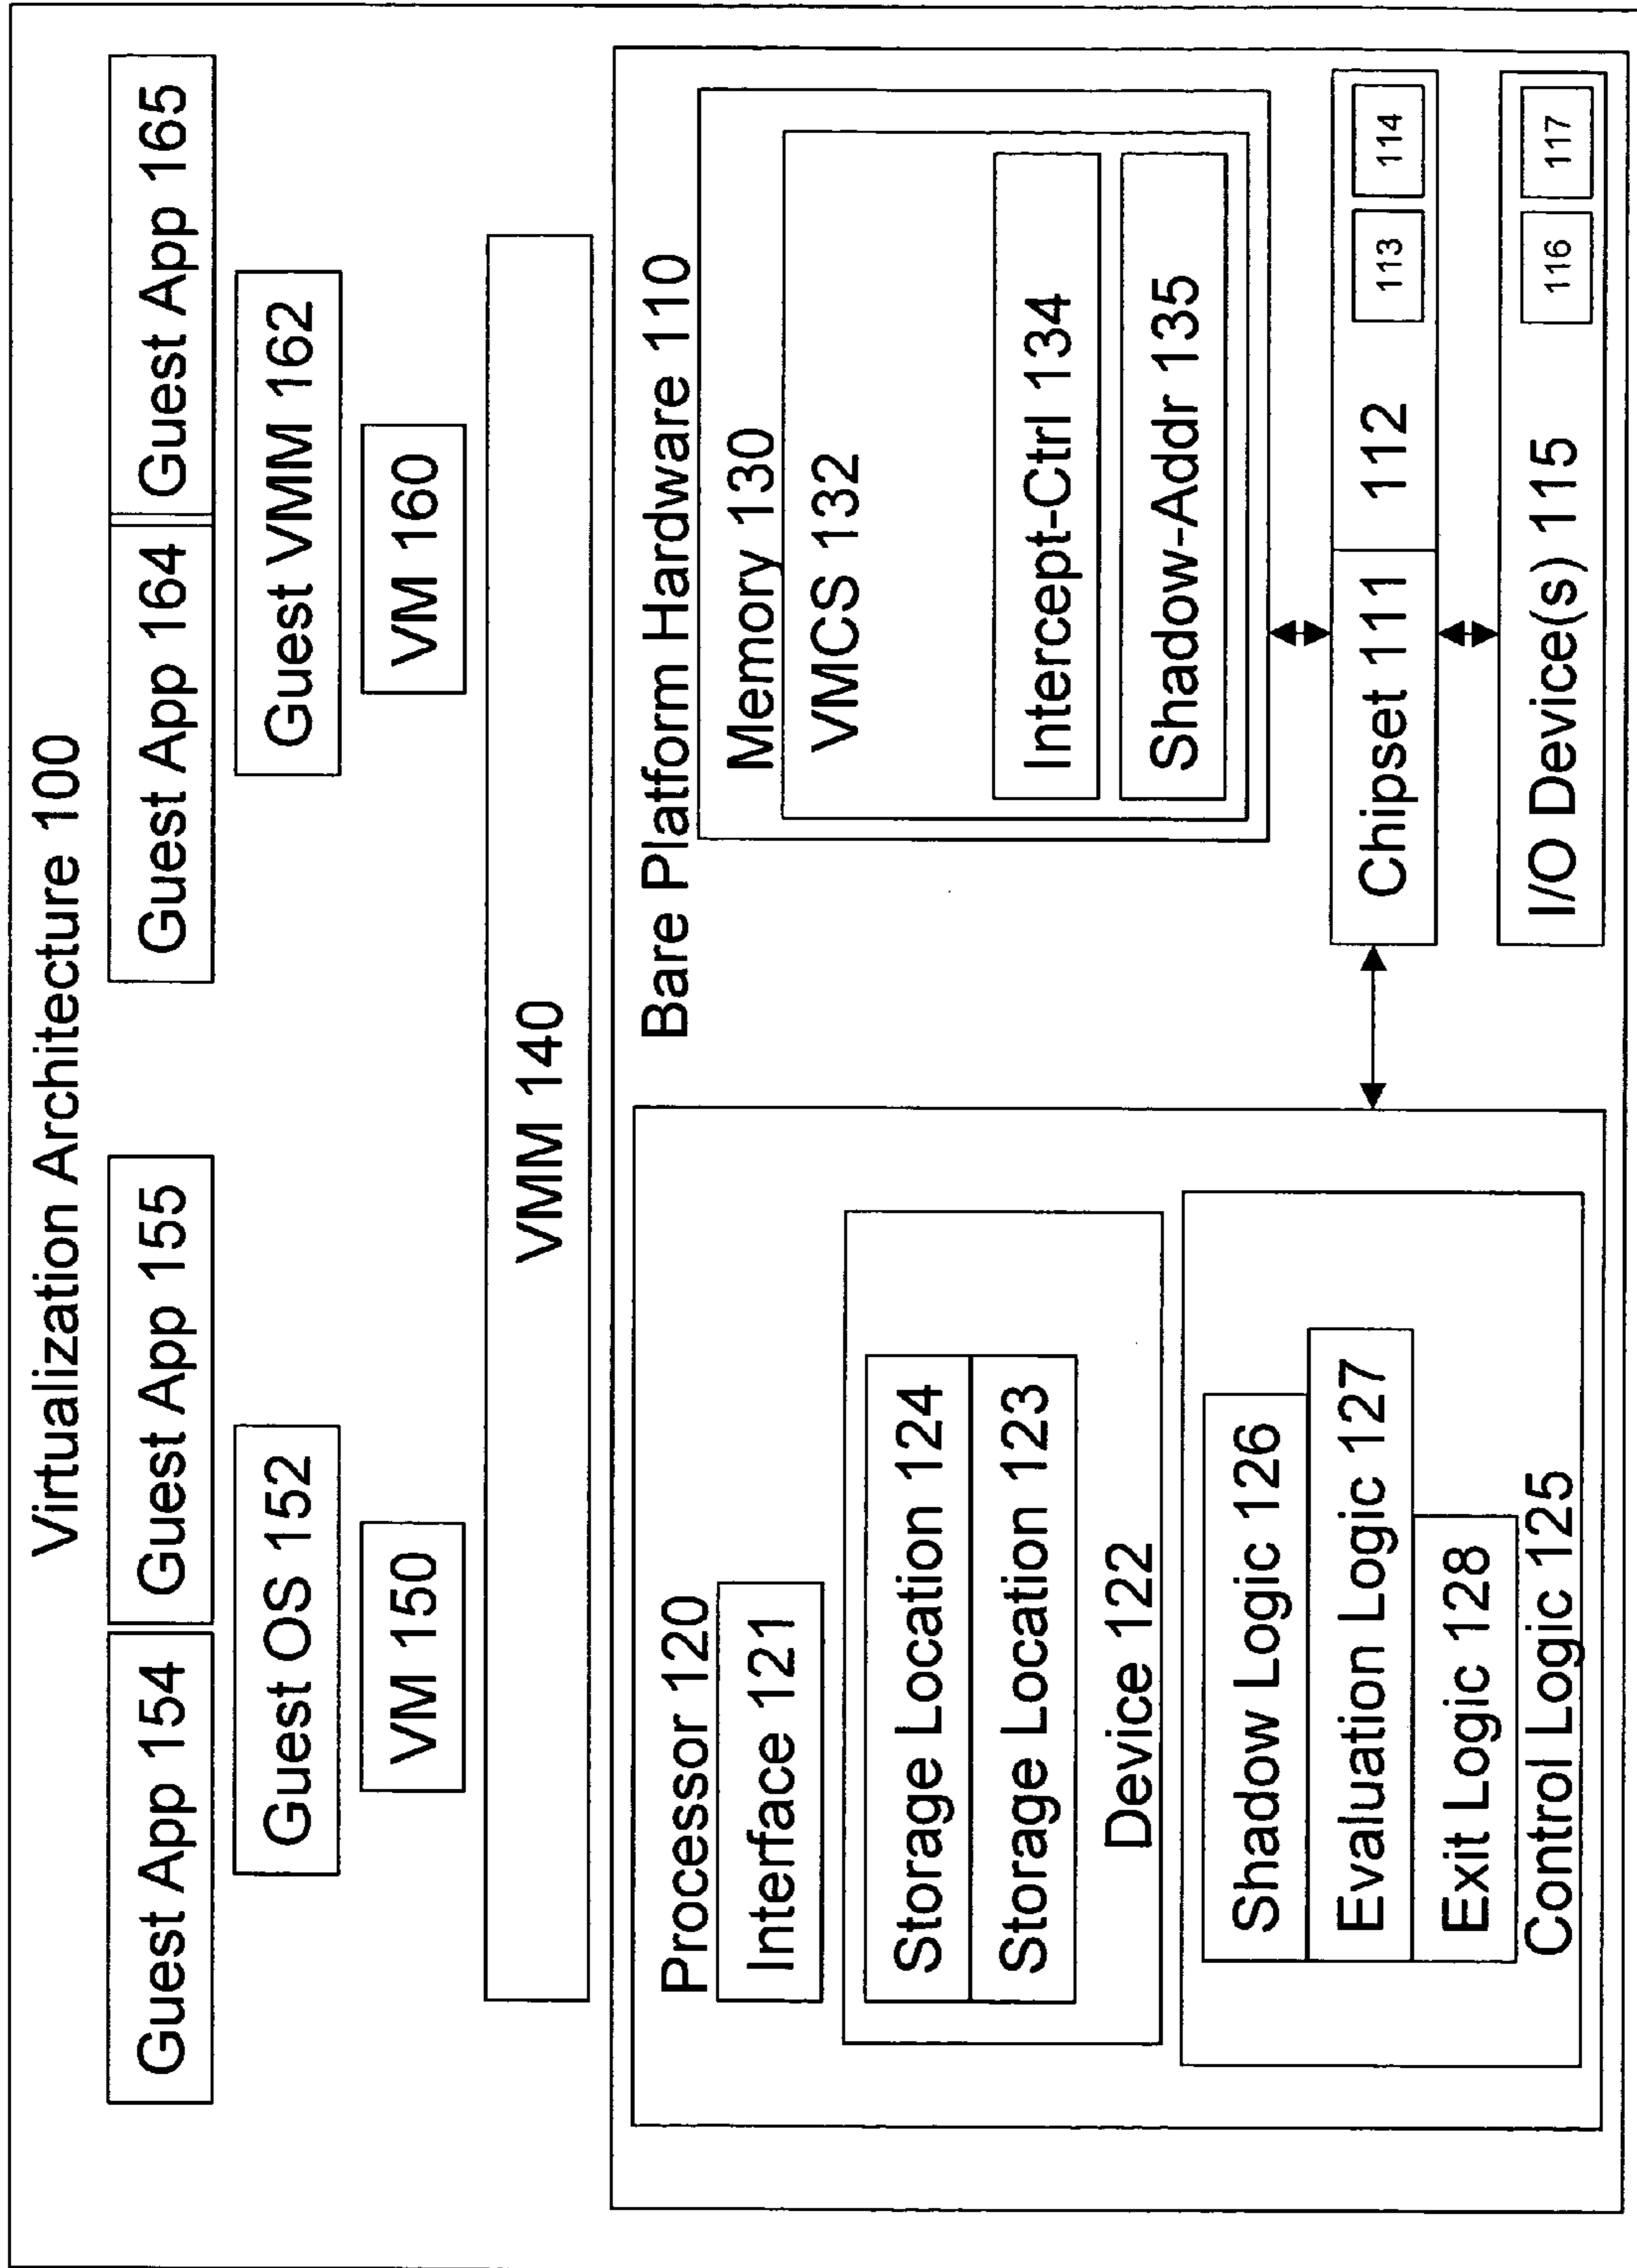 Virtualization Architecture 100
Guest App 154
Guest App 155
Guest App 164
Guest App 165
Guest OS 152
Guest VMM 162
VM 150
VM 160
VMM 140
Bare Platform Hardware 110
Processor 120
Interface 121
Storage Location 124
Storage Location 123
Device 122
Shadow Logic 126
Evaluation Logic 127
Exit Logic 128
Control Logic 125
Memory 130
VMCS 132
Intercept-Ctrl 134
Shadow-Addr 135
Chipset 111
112
113
114
I/O Device(s) 115
116
117